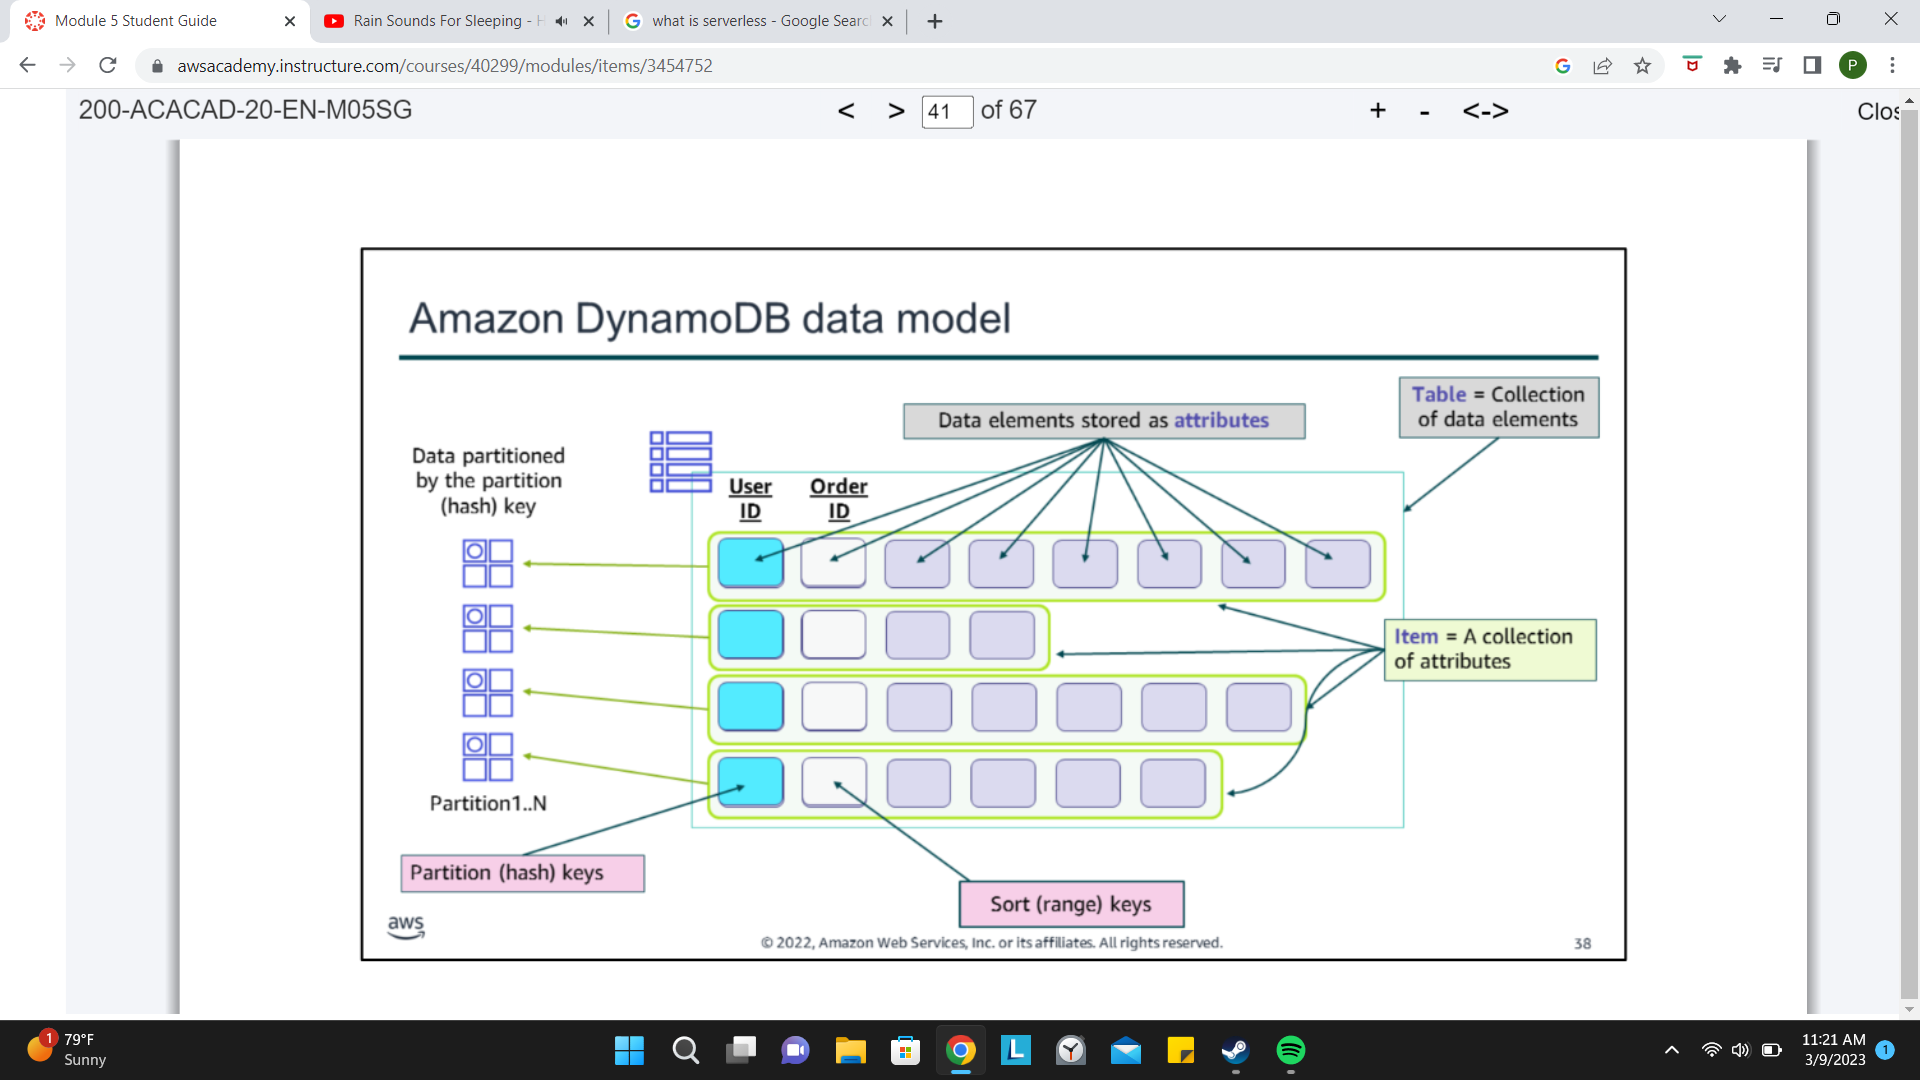 Module 5 Student Guide
Rain Sounds For Sleeping - H
what is serverless - Google Searc
awsacademy.instructure.com/courses/40299/modules/items/3454752
P
200-ACACAD-20-EN-M05SG
< > 41 of 67
+ - <->
Clos
Amazon DynamoDB data model
Table = Collection
of data elements
Data elements stored as attributes
Data partitioned
by the partition
(hash) key
User
ID
Order
ID
Item = A collection
of attributes
Partition1..N
Partition (hash) keys
Sort (range) keys
aws
© 2022, Amazon Web Services, Inc. or its affiliates. All rights reserved.
38
1
79°F
Sunny
L
11:21 AM
3/9/2023
1